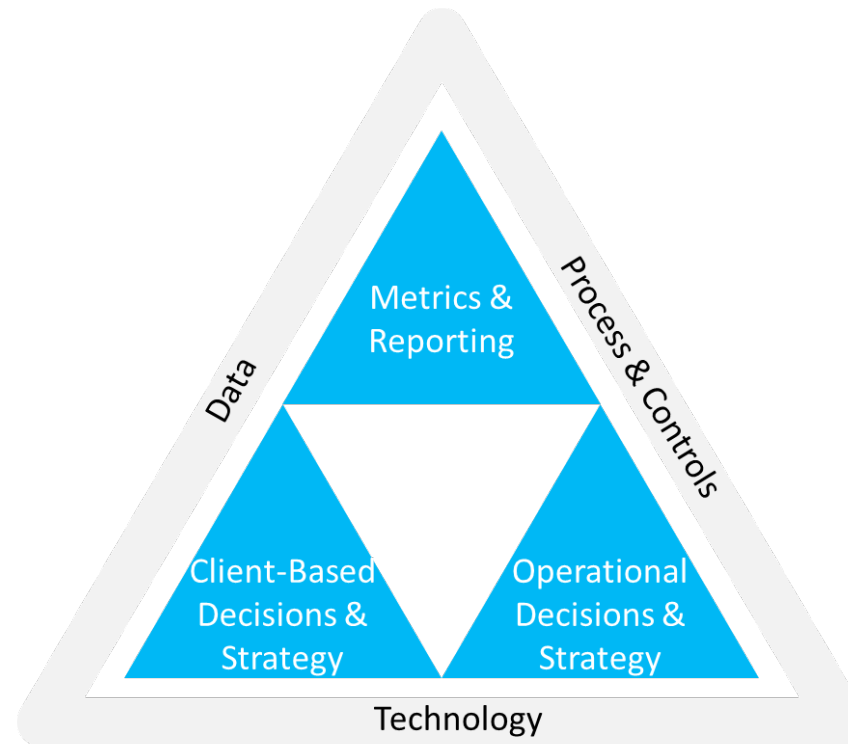 Metrics &
Reporting
Data
Process & Controls
Client-Based
Decisions &
Strategy
Operational
Decisions &
Strategy
Technology